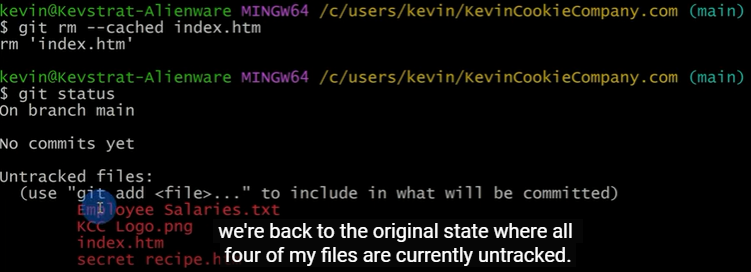 kevin@Kevstrat-Alienware MINGW64 /c/users/kevin/KevinCookieCompany.com (main)
$ git rm --cached index.htm
rm 'index.htm'
kevin@Kevstrat-Alienware MINGW64 /c/users/kevin/KevinCookieCompany.com (main)
$ git status
On branch main
No commits yet
Untracked files:
(use "git add <file>..." to include in what will be committed)
Employee Salaries.txt
KCC Logo.png
index.htm
secret recipe.h
we're back to the original state where all
four of my files are currently untracked.